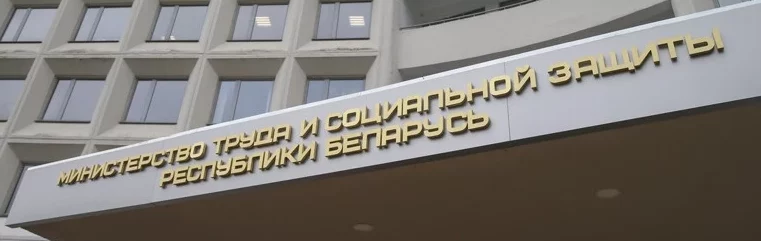 МИНИСТЕРСТВО ТРУДА И СОЦИАЛЬНОЙ ЗАЩИТЫ
РЕСПУБЛИКИ БЕЛАРУСЬ